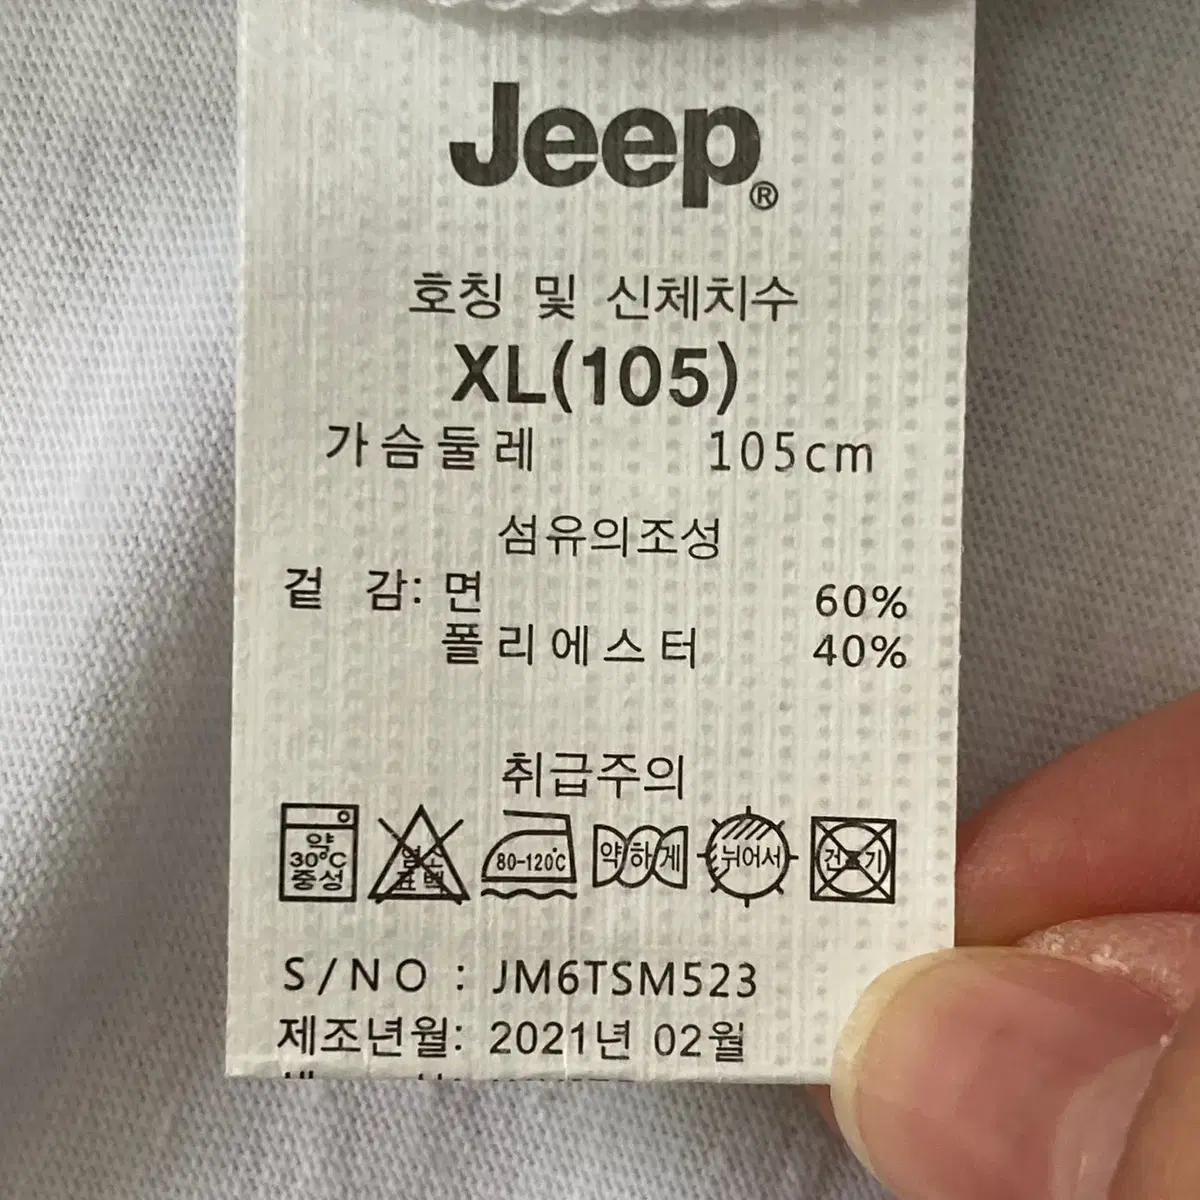 Jeep®
호칭 및 신체치수
XL(105)
가슴둘레 105cm
섬유의조성
겉 감: 면 60%
폴리에스터 40%
취급주의
약 30℃ 중성
염소 표백
80-120℃
약하게
뉘어서
건조기
S/NO : JM6TSM523
제조년월: 2021년 02월